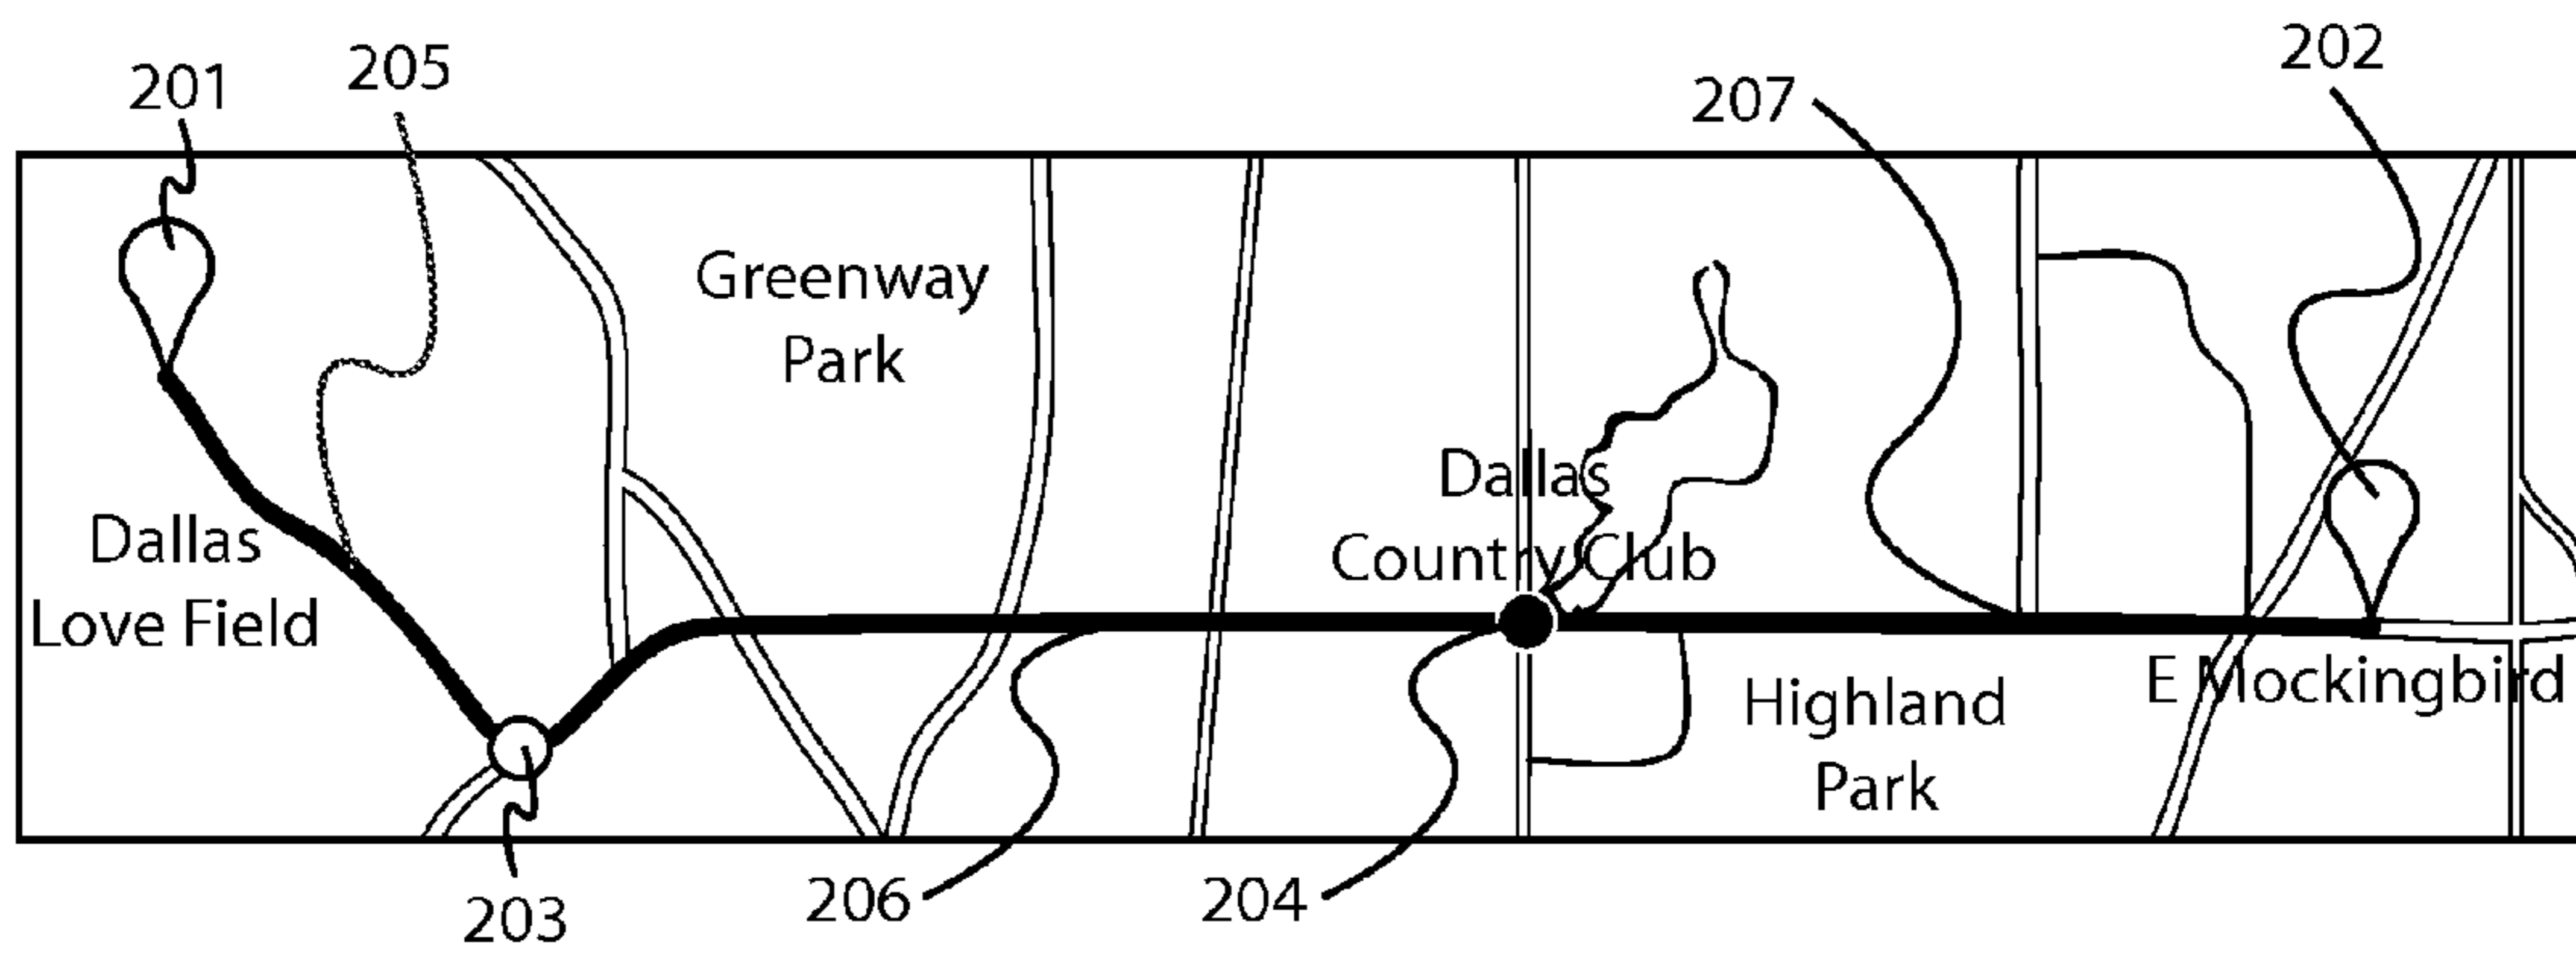 202
205
201
207
Greenway
Park
Dallas
Country Club
Dallas
Love Field
E Mockingbird
Highland
Park
206
204
203